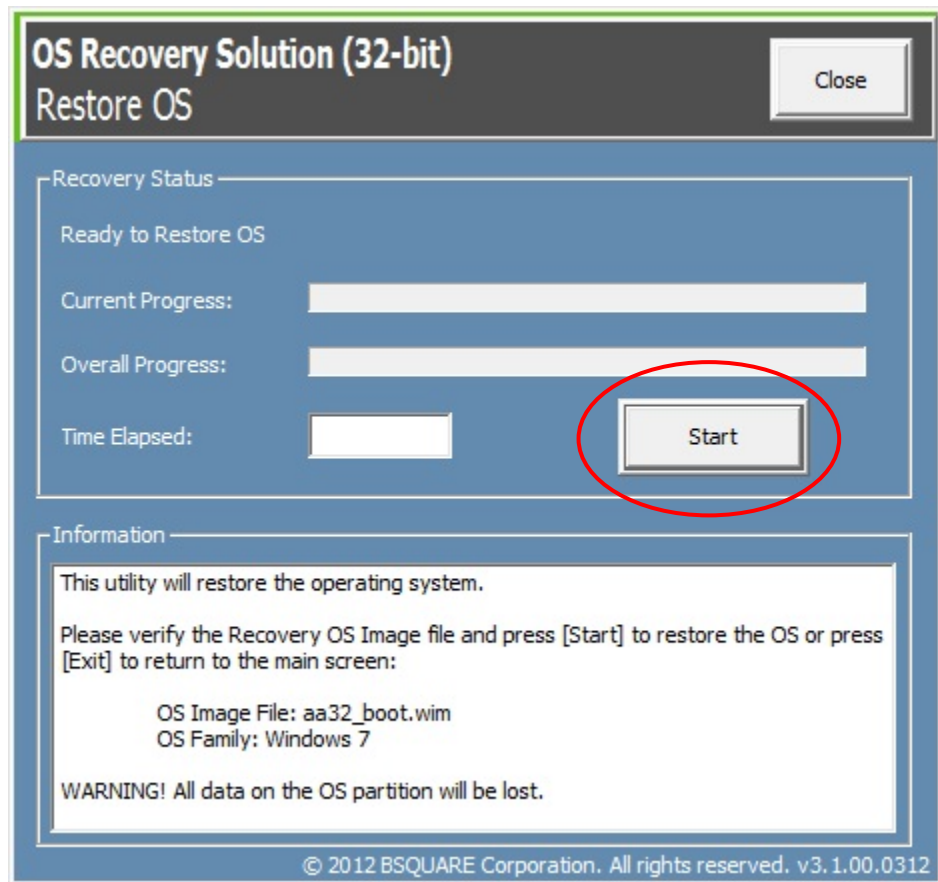 OS Recovery Solution (32-bit)
Restore OS
Close
Recovery Status
Ready to Restore OS
Current Progress:
Overall Progress:
Time Elapsed:
Start
Information
This utility will restore the operating system.
Please verify the Recovery OS Image file and press [Start] to restore the OS or press
[Exit] to return to the main screen:
OS Image File: aa32_boot.wim
OS Family: Windows 7
WARNING! All data on the OS partition will be lost.
© 2012 BSQUARE Corporation. All rights reserved. v3.1.00.0312